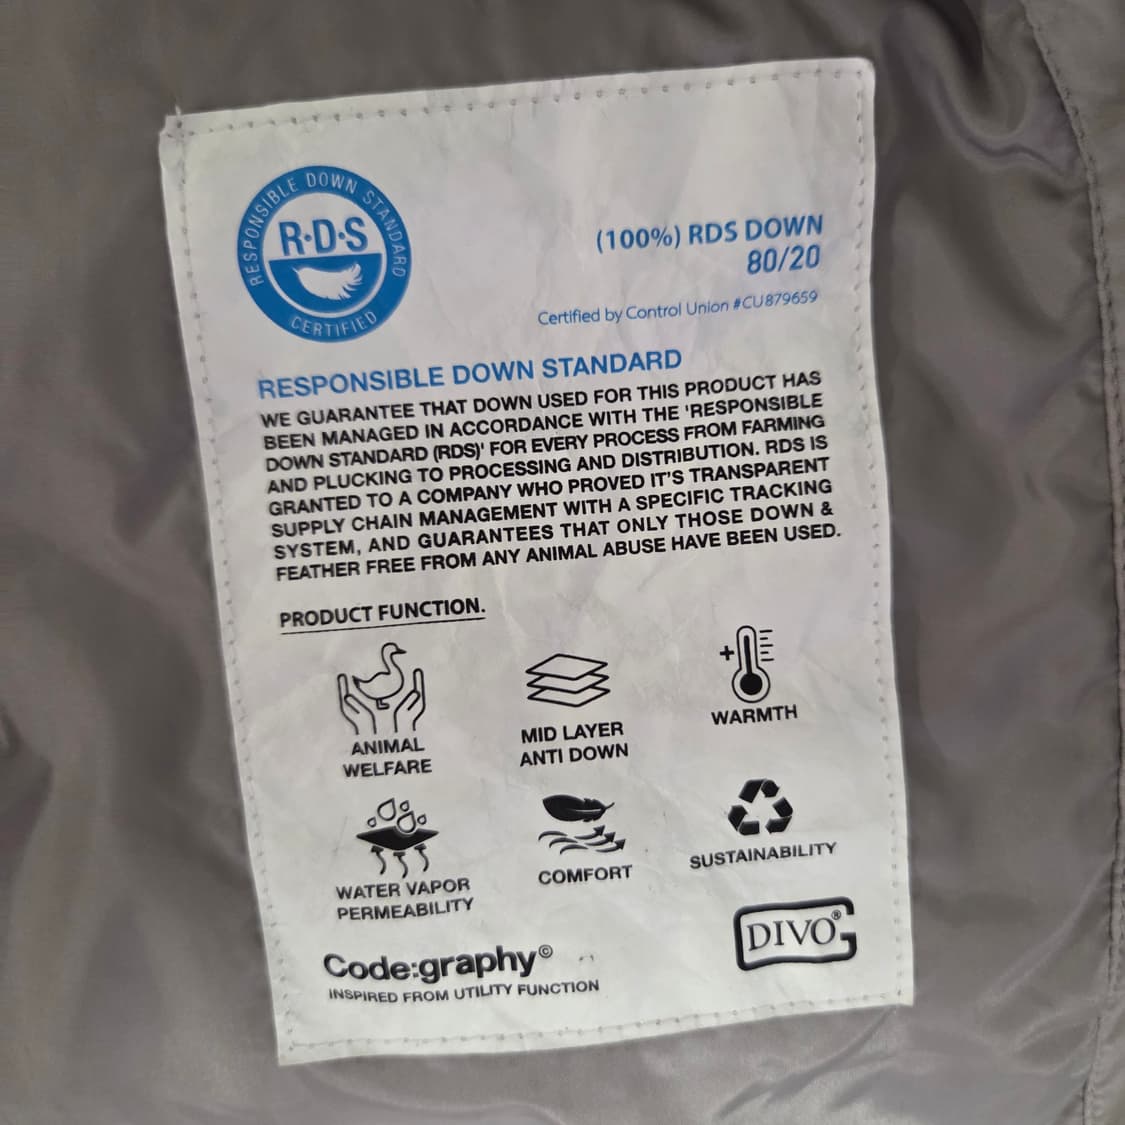 RESPONSIBLE DOWN STANDARD
R·D·S
CERTIFIED
(100%) RDS DOWN
80/20
Certified by Control Union #CU879659
RESPONSIBLE DOWN STANDARD
WE GUARANTEE THAT DOWN USED FOR THIS PRODUCT HAS
BEEN MANAGED IN ACCORDANCE WITH THE 'RESPONSIBLE
DOWN STANDARD (RDS)' FOR EVERY PROCESS FROM FARMING
AND PLUCKING TO PROCESSING AND DISTRIBUTION. RDS IS
GRANTED TO A COMPANY WHO PROVED IT'S TRANSPARENT
SUPPLY CHAIN MANAGEMENT WITH A SPECIFIC TRACKING
SYSTEM, AND GUARANTEES THAT ONLY THOSE DOWN &
FEATHER FREE FROM ANY ANIMAL ABUSE HAVE BEEN USED.
PRODUCT FUNCTION.
ANIMAL
WELFARE
MID LAYER
ANTI DOWN
WARMTH
WATER VAPOR
PERMEABILITY
COMFORT
SUSTAINABILITY
Code:graphy©
INSPIRED FROM UTILITY FUNCTION
DIVO®